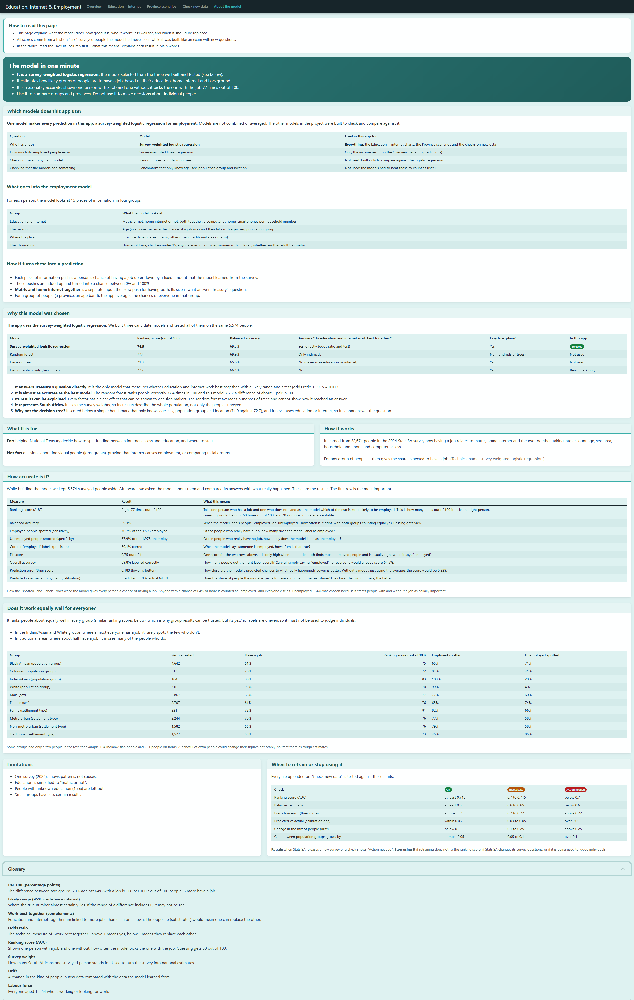 Education, Internet & Employment Overview Education × internet Province scenarios Check new data About the model
How to read this page
• This page explains what the model does, how good it is, who it works less well for, and when it should be replaced.
• All scores come from a test on 5,574 surveyed people the model had never seen while it was built, like an exam with new questions.
• In the tables, read the "Result" column first. "What this means" explains each result in plain words.
The model in one minute
• It is a survey-weighted logistic regression: the model selected from the three we built and tested (see below).
• It estimates how likely groups of people are to have a job, based on their education, home internet and background.
• It is reasonably accurate: shown one person with a job and one without, it picks the one with the job 77 times out of 100.
• Use it to compare groups and provinces. Do not use it to make decisions about individual people.
Which models does this app use?
One model makes every prediction in this app: a survey-weighted logistic regression for employment. Models are not combined or averaged. The other models in the project were built to check and compare against it:
Question Model Used in this app for
Who has a job? Survey-weighted logistic regression Everything: the Education × internet charts, the Province scenarios and the checks on new data
How much do employed people earn? Survey-weighted linear regression Only the income result on the Overview page (no predictions)
Checking the employment model Random forest and decision tree Not used: built only to compare against the logistic regression
Checking that the models add something Benchmarks that only know age, sex, population group and location Not used: the models had to beat these to count as useful
What goes into the employment model
For each person, the model looks at 15 pieces of information, in four groups:
Group What the model looks at
Education and internet Matric or not; home internet or not; both together; a computer at home; smartphones per household member
The person Age (in a curve, because the chance of a job rises and then falls with age); sex; population group
Where they live Province; type of area (metro, other urban, traditional area or farm)
Their household Household size; children under 15; anyone aged 65 or older; women with children; whether another adult has matric
How it turns these into a prediction
• Each piece of information pushes a person's chance of having a job up or down by a fixed amount that the model learned from the survey.
• Those pushes are added up and turned into a chance between 0% and 100%.
• Matric and home internet together is a separate input: the extra push for having both. Its size is what answers Treasury's question.
• For a group of people (a province, an age band), the app averages the chances of everyone in that group.
Why this model was chosen
The app uses the survey-weighted logistic regression. We built three candidate models and tested all of them on the same 5,574 people:
Model Ranking score (out of 100) Balanced accuracy Answers "do education and internet work best together?" Easy to explain? In this app
Survey-weighted logistic regression 76.5 69.3% Yes, directly (odds ratio and test) Yes Selected
Random forest 77.4 69.9% Only indirectly No (hundreds of trees) Not used
Decision tree 71.0 65.6% No (never uses education or internet) Yes Not used
Demographics only (benchmark) 72.7 66.4% No Yes Benchmark only
1. It answers Treasury's question directly. It is the only model that measures whether education and internet work best together, with a likely range and a test (odds ratio 1.29, p = 0.013).
2. It is almost as accurate as the best model. The random forest ranks people correctly 77.4 times in 100 and this model 76.5: a difference of about 1 pair in 100.
3. Its results can be explained. Every factor has a clear effect that can be shown to decision makers. The random forest averages hundreds of trees and cannot show how it reached an answer.
4. It represents South Africa. It uses the survey weights, so its results describe the whole population, not only the people surveyed.
5. Why not the decision tree? It scored below a simple benchmark that only knows age, sex, population group and location (71.0 against 72.7), and it never uses education or internet, so it cannot answer the question.
What it is for
For: helping National Treasury decide how to split funding between internet access and education, and where to start.
Not for: decisions about individual people (jobs, grants), proving that internet causes employment, or comparing racial groups.
How it works
It learned from 22,671 people in the 2024 Stats SA survey how having a job relates to matric, home internet and the two together, taking into account age, sex, area,
household and phone and computer access.
For any group of people, it then gives the share expected to have a job. (Technical name: survey-weighted logistic regression.)
How accurate is it?
While building the model we kept 5,574 surveyed people aside. Afterwards we asked the model about them and compared its answers with what really happened. These are the results. The first row is the most important.
Measure Result What this means
Ranking score (AUC) Right 77 times out of 100 Take one person who has a job and one who does not, and ask the model which of the two is more likely to be employed. This is how many times out of 100 it picks the right person.
Guessing would be right 50 times out of 100, and 70 or more counts as acceptable.
Balanced accuracy 69.3% When the model labels people "employed" or "unemployed", how often is it right, with both groups counting equally? Guessing gets 50%.
Employed people spotted (sensitivity) 70.7% of the 3,596 employed Of the people who really have a job, how many does the model label as employed?
Unemployed people spotted (specificity) 67.9% of the 1,978 unemployed Of the people who really have no job, how many does the model label as unemployed?
Correct "employed" labels (precision) 80.1% correct When the model says someone is employed, how often is that true?
F1 score 0.75 out of 1 One score for the two rows above. It is only high when the model both finds most employed people and is usually right when it says "employed".
Overall accuracy 69.8% labelled correctly How many people get the right label overall? Careful: simply saying "employed" for everyone would already score 64.5%.
Prediction error (Brier score) 0.183 (lower is better) How close are the model's predicted chances to what really happened? Lower is better. Without a model, just using the average, the score would be 0.229.
Predicted vs actual employment (calibration) Predicted 65.0%, actual 64.5% Does the share of people the model expects to have a job match the real share? The closer the two numbers, the better.
How the "spotted" and "labels" rows work: the model gives every person a chance of having a job. Anyone with a chance of 64% or more is counted as "employed" and everyone else as "unemployed". 64% was chosen because it treats people with and without a job as equally important.
Does it work equally well for everyone?
It ranks people about equally well in every group (similar ranking scores below), which is why group results can be trusted. But its yes/no labels are uneven, so it must not be used to judge individuals:
• In the Indian/Asian and White groups, where almost everyone has a job, it rarely spots the few who don't.
• In traditional areas, where about half have a job, it misses many of the people who do.
Group People tested Have a job Ranking score (out of 100) Employed spotted Unemployed spotted
Black African (population group) 4,642 61% 75 65% 71%
Coloured (population group) 512 76% 72 84% 41%
Indian/Asian (population group) 104 86% 83 100% 20%
White (population group) 316 92% 70 99% 4%
Male (sex) 2,867 68% 77 77% 60%
Female (sex) 2,707 61% 76 63% 74%
Farms (settlement type) 221 72% 81 82% 66%
Metro urban (settlement type) 2,244 70% 76 77% 58%
Non-metro urban (settlement type) 1,582 66% 76 79% 58%
Traditional (settlement type) 1,527 53% 73 45% 85%
Some groups had only a few people in the test, for example 104 Indian/Asian people and 221 people on farms. A handful of extra people could change their figures noticeably, so treat them as rough estimates.
Limitations
• One survey (2024): shows patterns, not causes.
• Education is simplified to "matric or not".
• People with unknown education (1.7%) are left out.
• Small groups have less certain results.
When to retrain or stop using it
Every file uploaded on "Check new data" is tested against these limits:
Check OK Investigate Action needed
Ranking score (AUC) at least 0.715 0.7 to 0.715 below 0.7
Balanced accuracy at least 0.65 0.6 to 0.65 below 0.6
Prediction error (Brier score) at most 0.2 0.2 to 0.22 above 0.22
Predicted vs actual (calibration gap) within 0.03 0.03 to 0.05 over 0.05
Change in the mix of people (drift) below 0.1 0.1 to 0.25 above 0.25
Gap between population groups grows by at most 0.05 0.05 to 0.1 over 0.1
Retrain when Stats SA releases a new survey or a check shows "Action needed". Stop using it if retraining does not fix the ranking score, if Stats SA changes its survey questions, or if it is being used to judge individuals.
Glossary
Per 100 (percentage points)
The difference between two groups. 70% against 64% with a job is "+6 per 100": out of 100 people, 6 more have a job.
Likely range (95% confidence interval)
Where the true number almost certainly lies. If the range of a difference includes 0, it may not be real.
Work best together (complements)
Education and internet together are linked to more jobs than each on its own. The opposite (substitutes) would mean one can replace the other.
Odds ratio
The technical measure of "work best together": above 1 means yes, below 1 means they replace each other.
Ranking score (AUC)
Shown one person with a job and one without, how often the model picks the one with the job. Guessing gets 50 out of 100.
Survey weight
How many South Africans one surveyed person stands for. Used to turn the survey into national estimates.
Drift
A change in the kind of people in new data compared with the data the model learned from.
Labour force
Everyone aged 15–64 who is working or looking for work.